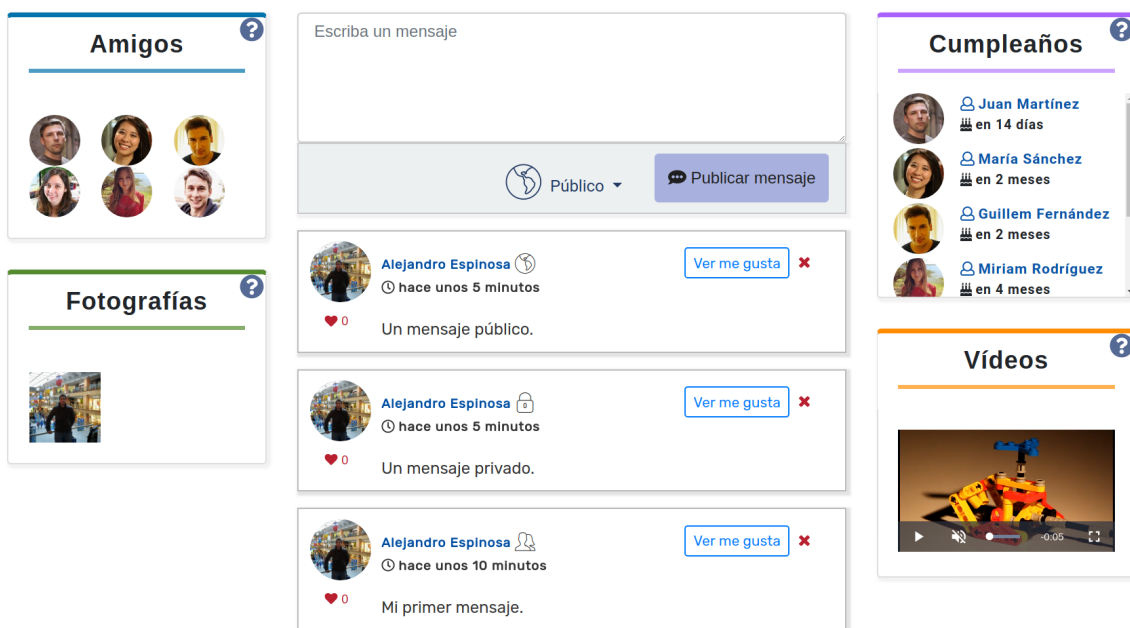 Amigos
Fotografías
Escriba un mensaje
Público
Publicar mensaje
Alejandro Espinosa
Ver me gusta
hace unos 5 minutos
0
Un mensaje público.
Alejandro Espinosa
Ver me gusta
hace unos 5 minutos
0
Un mensaje privado.
Alejandro Espinosa
Ver me gusta
hace unos 10 minutos
0
Mi primer mensaje.
Cumpleaños
Juan Martínez
en 14 días
María Sánchez
en 2 meses
Guillem Fernández
en 2 meses
Miriam Rodríguez
en 4 meses
Vídeos
-0:05